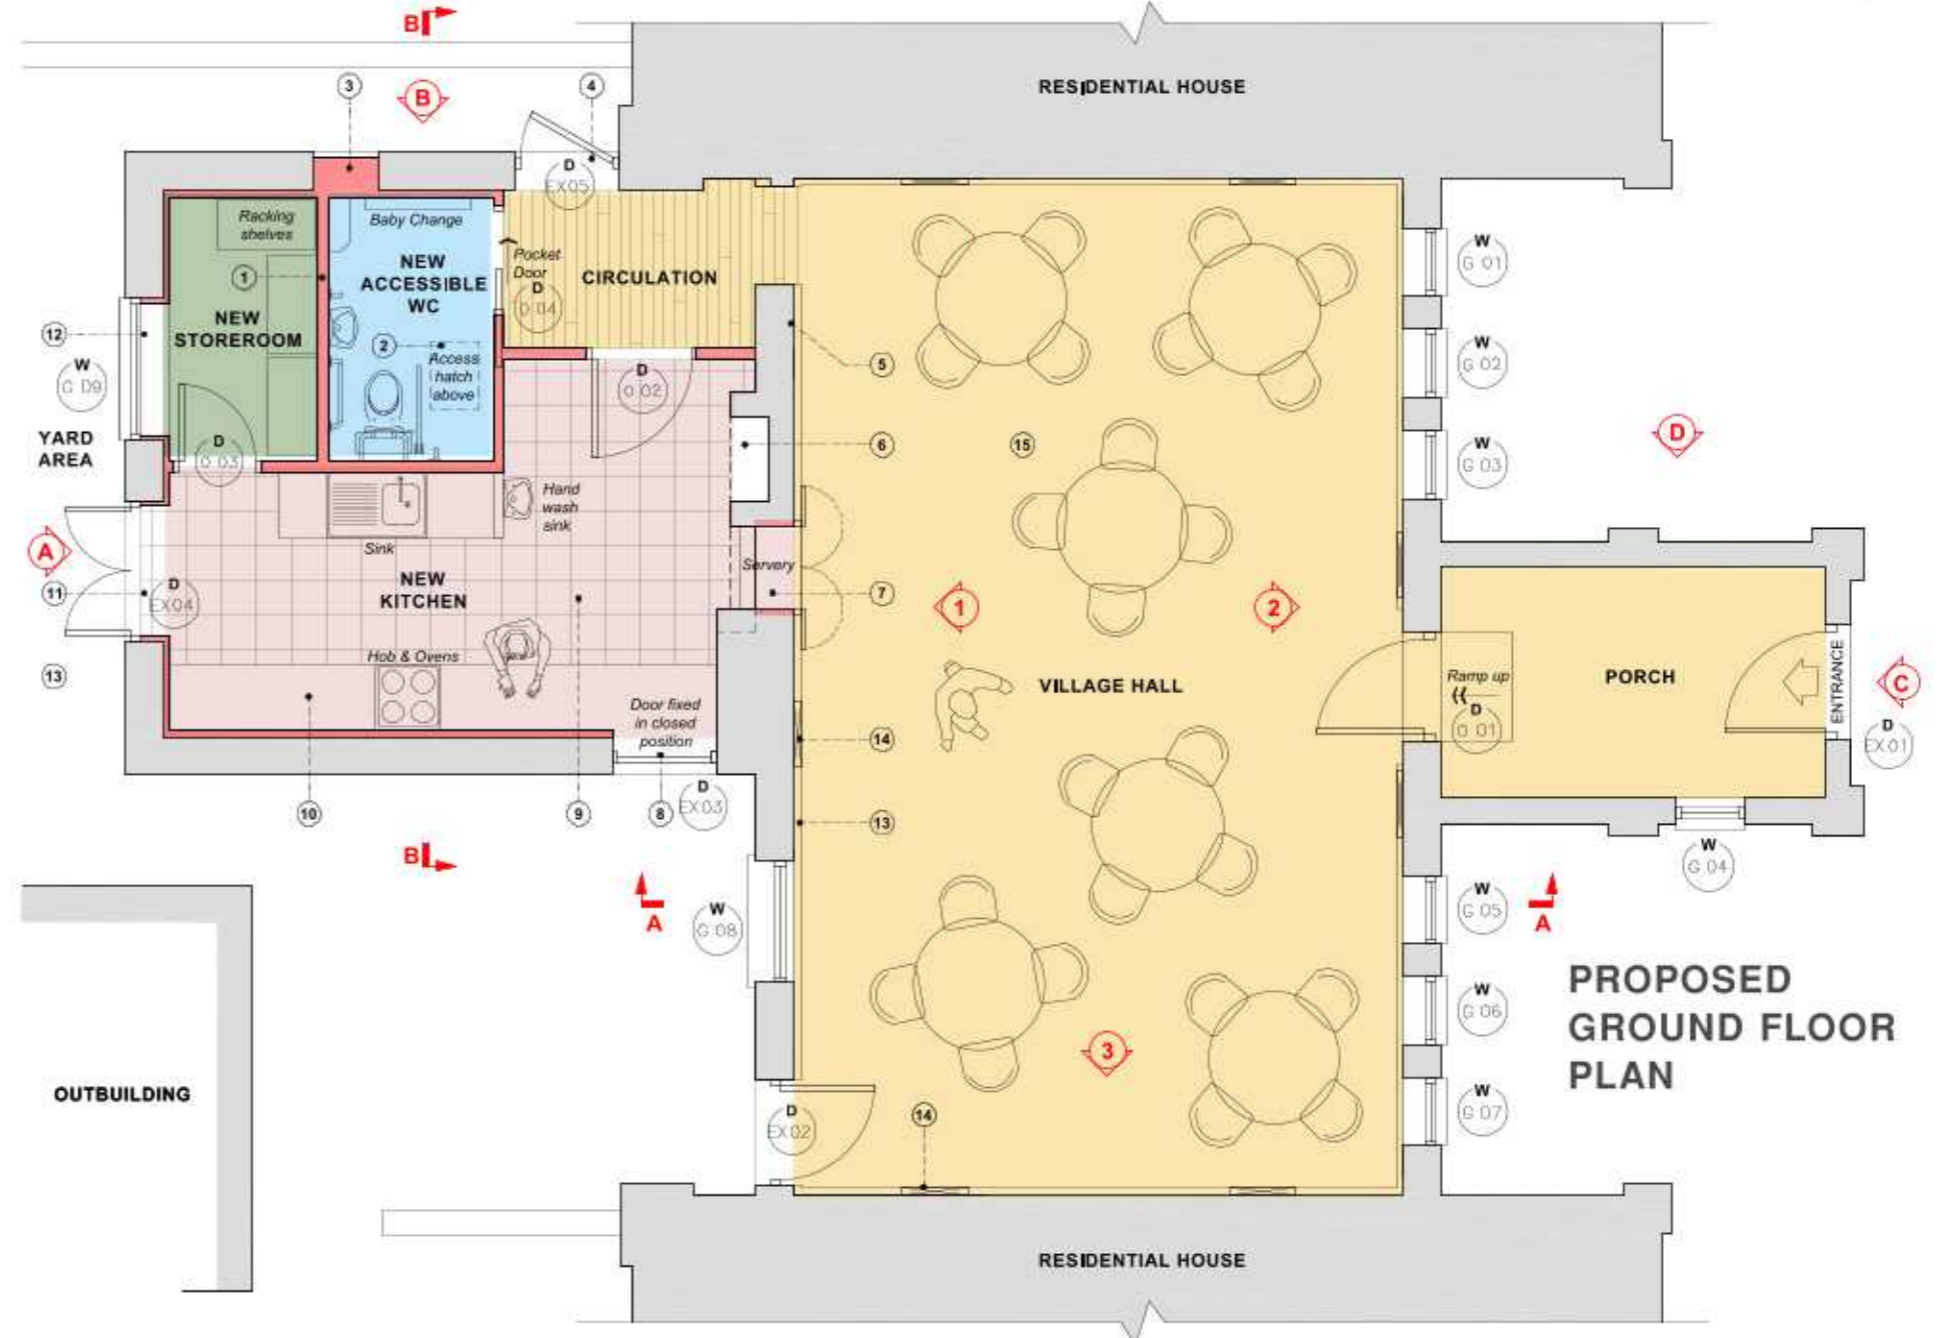 B
RESIDENTIAL HOUSE
3
4
B
D
EX05
Racking
shelves
Baby Change
1
NEW
ACCESSIBLE
WC
Pocket
Door
D
0 04
CIRCULATION
W
G 01
NEW
STOREROOM
12
2
Access
hatch
above
W
G 09
5
W
G 02
D
0 02
YARD
AREA
D
0 03
6
15
W
G 03
D
Hand
wash
sink
A
Sink
Servery
11
D
EX04
NEW
KITCHEN
7
1
2
13
Hob & Ovens
VILLAGE HALL
Ramp up
D
0 01
PORCH
ENTRANCE
C
D
EX01
Door fixed
in closed
position
14
10
9
8
D
EX03
13
W
G 04
B
A
W
G 08
W
G 05
A
PROPOSED
GROUND FLOOR
PLAN
W
G 06
3
OUTBUILDING
14
D
EX02
W
G 07
RESIDENTIAL HOUSE